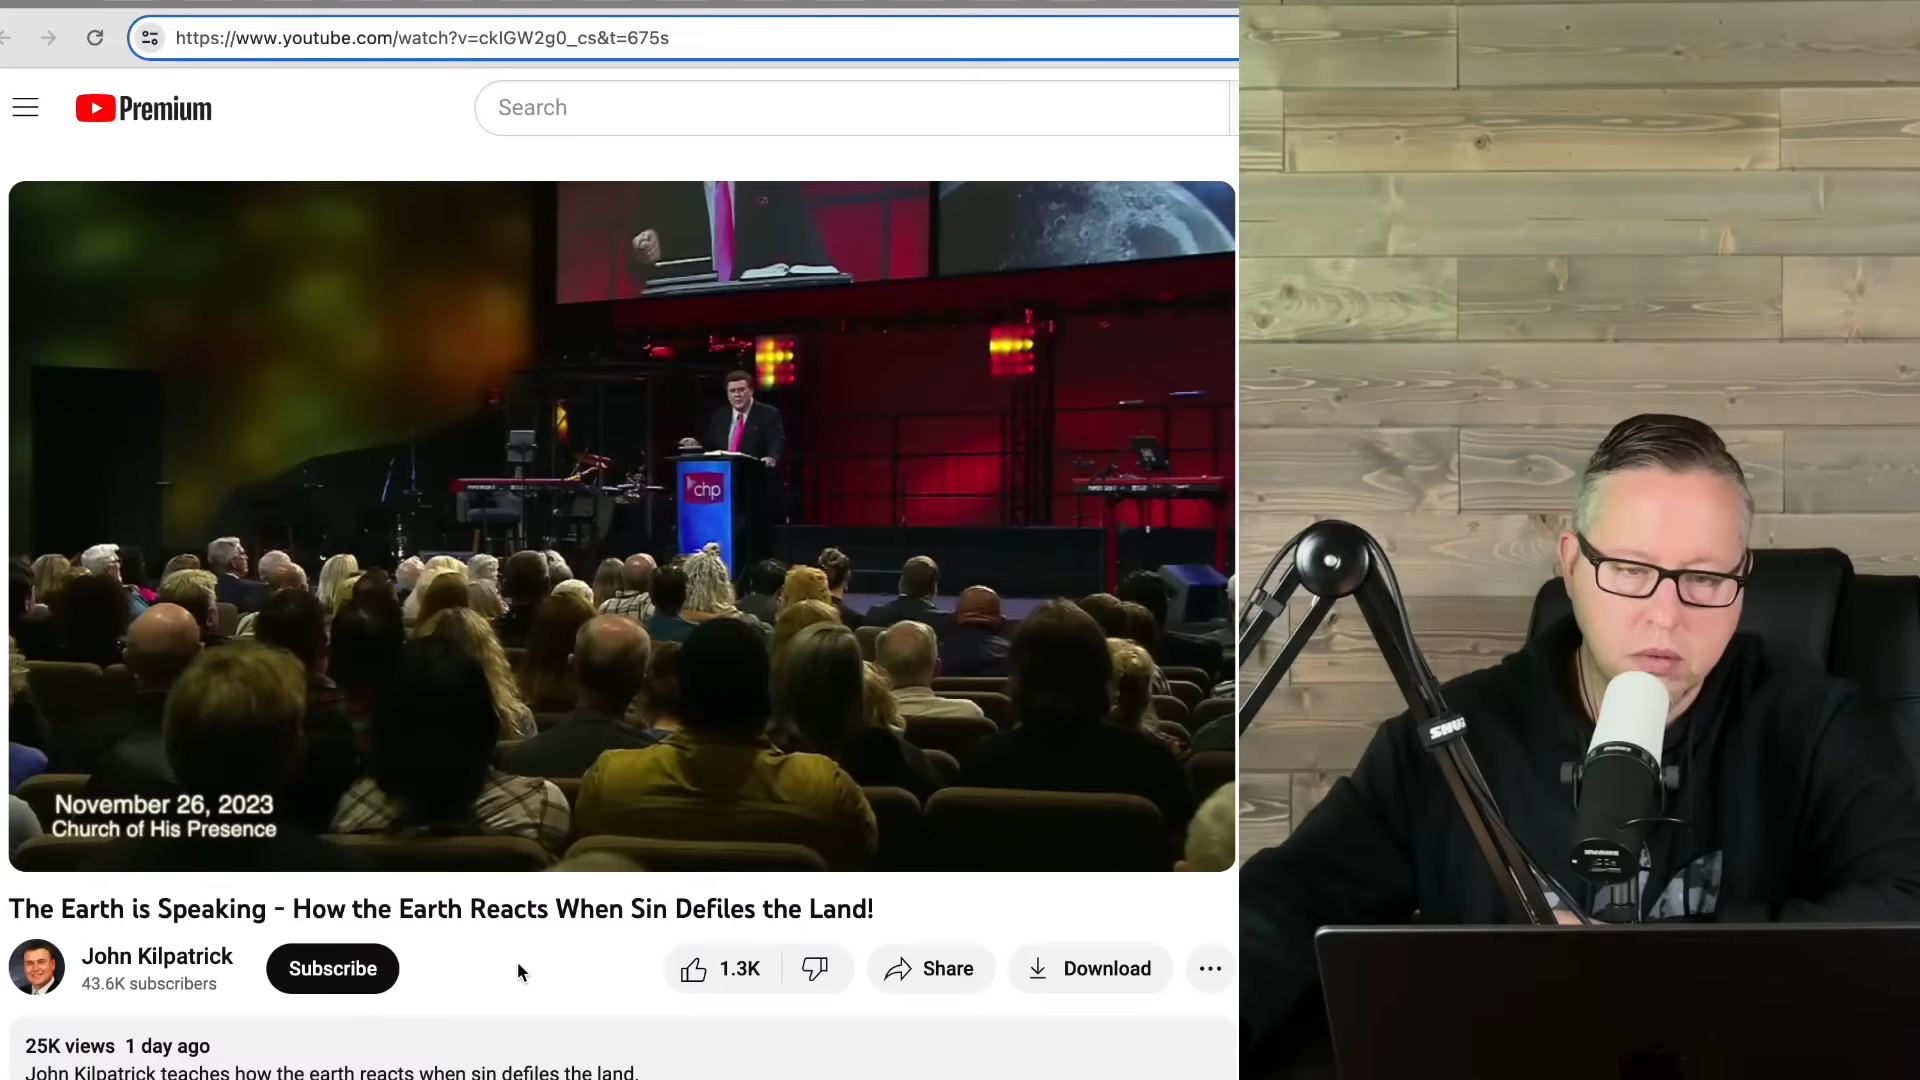 https://www.youtube.com/watch?v=ckIGW2g0_cs&t=675s
Premium
Search
chp
November 26, 2023
Church of His Presence
The Earth is Speaking - How the Earth Reacts When Sin Defiles the Land!
John Kilpatrick
43.6K subscribers
Subscribe
1.3K
Share
Download
25K views 1 day ago
John Kilpatrick teaches how the earth reacts when sin defiles the land.
SHURE